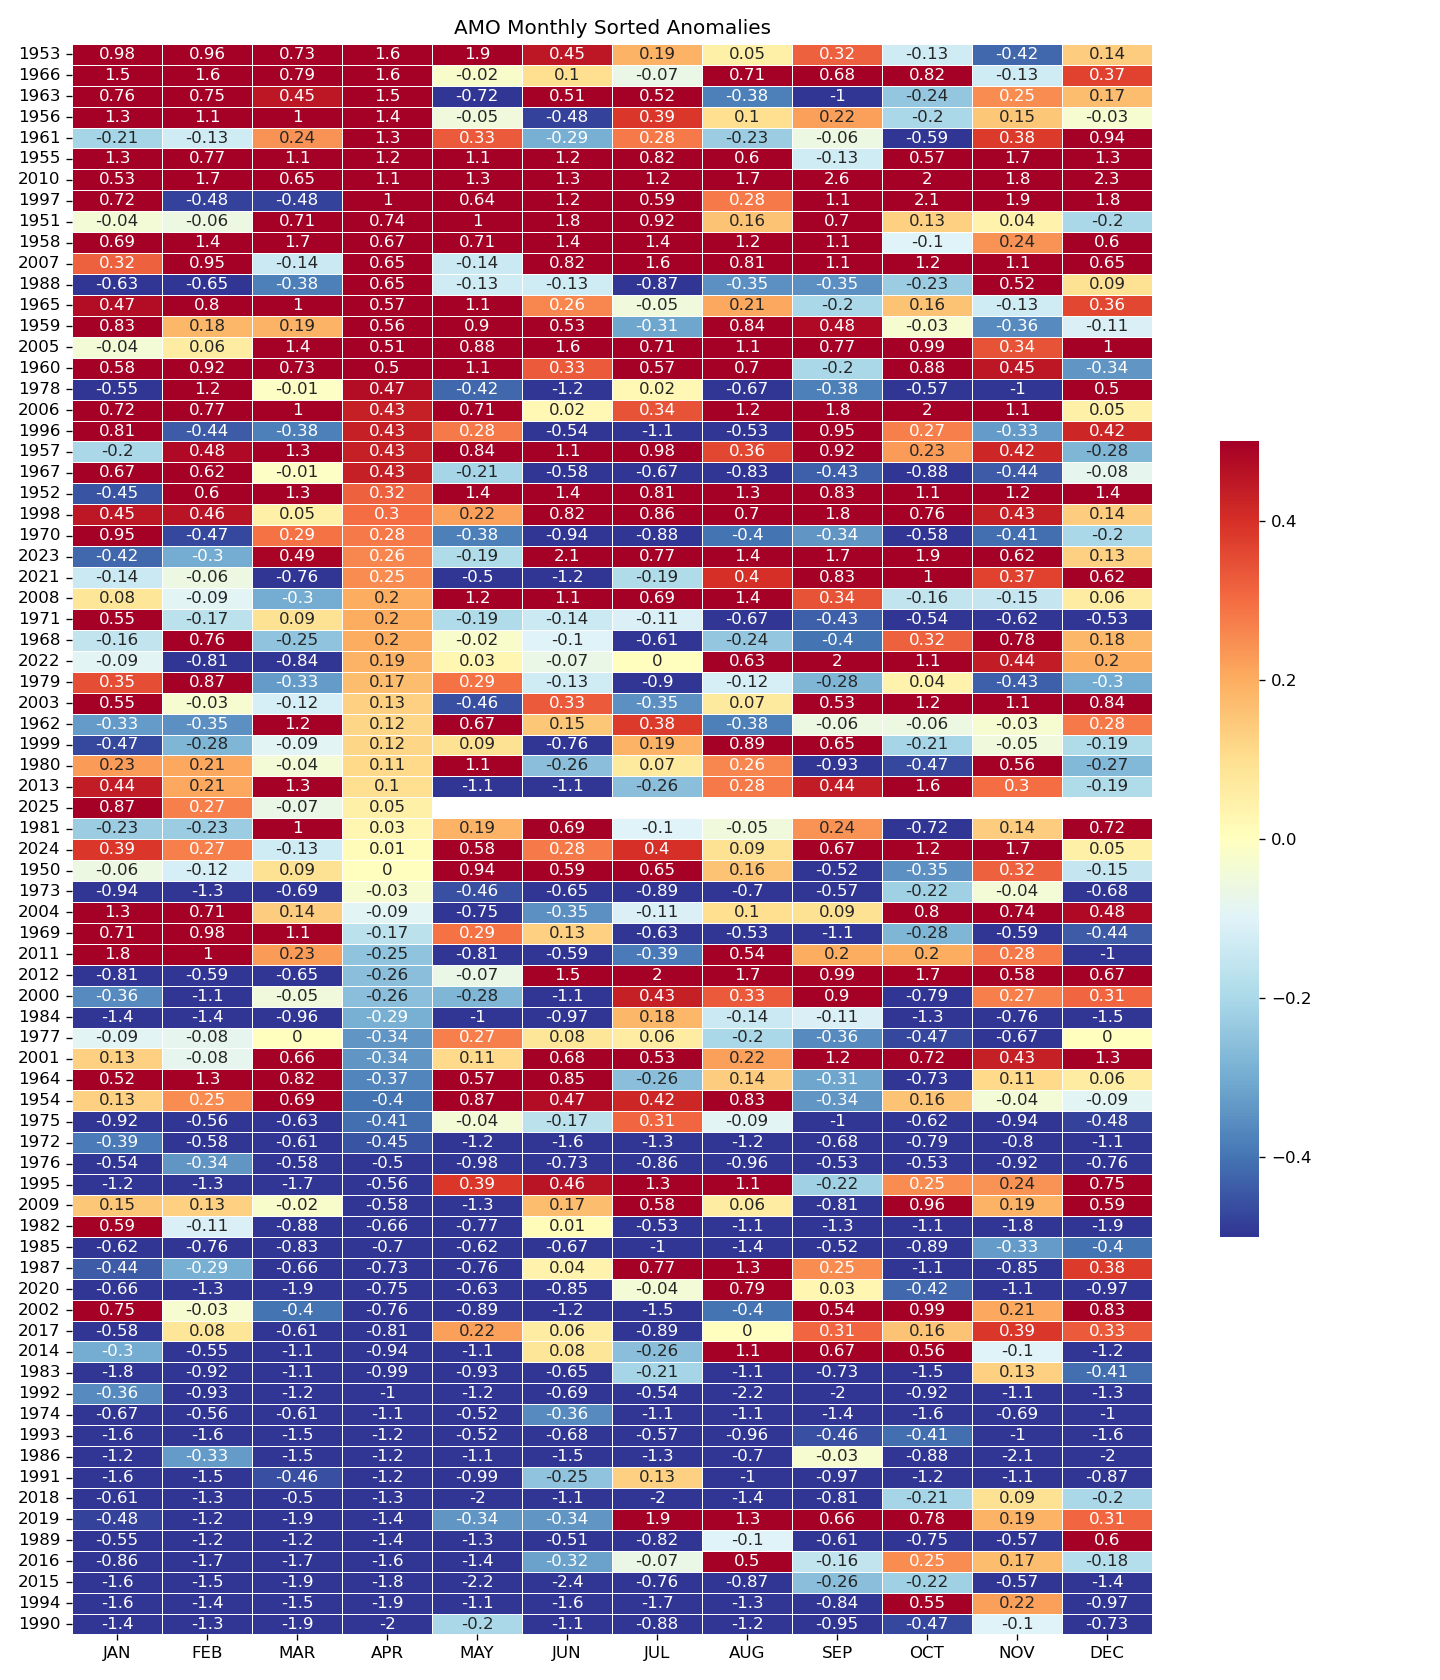 AMO Monthly Sorted Anomalies
1953 0.98 0.96 0.73 1.6 1.9 0.45 0.19 0.05 0.32 -0.13 -0.42 0.14
1966 1.5 1.6 0.79 1.6 -0.02 0.1 -0.07 0.71 0.68 0.82 -0.13 0.37
1963 0.76 0.75 0.45 1.5 -0.72 0.51 0.52 -0.38 -1 -0.24 0.25 0.17
1956 1.3 1.1 1 1.4 -0.05 -0.48 0.39 0.1 0.22 -0.2 0.15 -0.03
1961 -0.21 -0.13 0.24 1.3 0.33 -0.29 0.28 -0.23 -0.06 -0.59 0.38 0.94
1955 1.3 0.77 1.1 1.2 1.1 1.2 0.82 0.6 -0.13 0.57 1.7 1.3
2010 0.53 1.7 0.65 1.1 1.3 1.3 1.2 1.7 2.6 2 1.8 2.3
1997 0.72 -0.48 -0.48 1 0.64 1.2 0.59 0.28 1.1 2.1 1.9 1.8
1951 -0.04 -0.06 0.71 0.74 1 1.8 0.92 0.16 0.7 0.13 0.04 -0.2
1958 0.69 1.4 1.7 0.67 0.71 1.4 1.4 1.2 1.1 -0.1 0.24 0.6
2007 0.32 0.95 -0.14 0.65 -0.14 0.82 1.6 0.81 1.1 1.2 1.1 0.65
1988 -0.63 -0.65 -0.38 0.65 -0.13 -0.13 -0.87 -0.35 -0.35 -0.23 0.52 0.09
1965 0.47 0.8 1 0.57 1.1 0.26 -0.05 0.21 -0.2 0.16 -0.13 0.36
1959 0.83 0.18 0.19 0.56 0.9 0.53 -0.31 0.84 0.48 -0.03 -0.36 -0.11
2005 -0.04 0.06 1.4 0.51 0.88 1.6 0.71 1.1 0.77 0.99 0.34 1
1960 0.58 0.92 0.73 0.5 1.1 0.33 0.57 0.7 -0.2 0.88 0.45 -0.34
1978 -0.55 1.2 -0.01 0.47 -0.42 -1.2 0.02 -0.67 -0.38 -0.57 -1 0.5
2006 0.72 0.77 1 0.43 0.71 0.02 0.34 1.2 1.8 2 1.1 0.05
1996 0.81 -0.44 -0.38 0.43 0.28 -0.54 -1.1 -0.53 0.95 0.27 -0.33 0.42
1957 -0.2 0.48 1.3 0.43 0.84 1.1 0.98 0.36 0.92 0.23 0.42 -0.28
1967 0.67 0.62 -0.01 0.43 -0.21 -0.58 -0.67 -0.83 -0.43 -0.88 -0.44 -0.08
1952 -0.45 0.6 1.3 0.32 1.4 1.4 0.81 1.3 0.83 1.1 1.2 1.4
1998 0.45 0.46 0.05 0.3 0.22 0.82 0.86 0.7 1.8 0.76 0.43 0.14
1970 0.95 -0.47 0.29 0.28 -0.38 -0.94 -0.88 -0.4 -0.34 -0.58 -0.41 -0.2
2023 -0.42 -0.3 0.49 0.26 -0.19 2.1 0.77 1.4 1.7 1.9 0.62 0.13
2021 -0.14 -0.06 -0.76 0.25 -0.5 -1.2 -0.19 0.4 0.83 1 0.37 0.62
2008 0.08 -0.09 -0.3 0.2 1.2 1.1 0.69 1.4 0.34 -0.16 -0.15 0.06
1971 0.55 -0.17 0.09 0.2 -0.19 -0.14 -0.11 -0.67 -0.43 -0.54 -0.62 -0.53
1968 -0.16 0.76 -0.25 0.2 -0.02 -0.1 -0.61 -0.24 -0.4 0.32 0.78 0.18
2022 -0.09 -0.81 -0.84 0.19 0.03 -0.07 0 0.63 2 1.1 0.44 0.2
1979 0.35 0.87 -0.33 0.17 0.29 -0.13 -0.9 -0.12 -0.28 0.04 -0.43 -0.3
2003 0.55 -0.03 -0.12 0.13 -0.46 0.33 -0.35 0.07 0.53 1.2 1.1 0.84
1962 -0.33 -0.35 1.2 0.12 0.67 0.15 0.38 -0.38 -0.06 -0.06 -0.03 0.28
1999 -0.47 -0.28 -0.09 0.12 0.09 -0.76 0.19 0.89 0.65 -0.21 -0.05 -0.19
1980 0.23 0.21 -0.04 0.11 1.1 -0.26 0.07 0.26 -0.93 -0.47 0.56 -0.27
2013 0.44 0.21 1.3 0.1 -1.1 -1.1 -0.26 0.28 0.44 1.6 0.3 -0.19
2025 0.87 0.27 -0.07 0.05
1981 -0.23 -0.23 1 0.03 0.19 0.69 -0.1 -0.05 0.24 -0.72 0.14 0.72
2024 0.39 0.27 -0.13 0.01 0.58 0.28 0.4 0.09 0.67 1.2 1.7 0.05
1950 -0.06 -0.12 0.09 0 0.94 0.59 0.65 0.16 -0.52 -0.35 0.32 -0.15
1973 -0.94 -1.3 -0.69 -0.03 -0.46 -0.65 -0.89 -0.7 -0.57 -0.22 -0.04 -0.68
2004 1.3 0.71 0.14 -0.09 -0.75 -0.35 -0.11 0.1 0.09 0.8 0.74 0.48
1969 0.71 0.98 1.1 -0.17 0.29 0.13 -0.63 -0.53 -1.1 -0.28 -0.59 -0.44
2011 1.8 1 0.23 -0.25 -0.81 -0.59 -0.39 0.54 0.2 0.2 0.28 -1
2012 -0.81 -0.59 -0.65 -0.26 -0.07 1.5 2 1.7 0.99 1.7 0.58 0.67
2000 -0.36 -1.1 -0.05 -0.26 -0.28 -1.1 0.43 0.33 0.9 -0.79 0.27 0.31
1984 -1.4 -1.4 -0.96 -0.29 -1 -0.97 0.18 -0.14 -0.11 -1.3 -0.76 -1.5
1977 -0.09 -0.08 0 -0.34 0.27 0.08 0.06 -0.2 -0.36 -0.47 -0.67 0
2001 0.13 -0.08 0.66 -0.34 0.11 0.68 0.53 0.22 1.2 0.72 0.43 1.3
1964 0.52 1.3 0.82 -0.37 0.57 0.85 -0.26 0.14 -0.31 -0.73 0.11 0.06
1954 0.13 0.25 0.69 -0.4 0.87 0.47 0.42 0.83 -0.34 0.16 -0.04 -0.09
1975 -0.92 -0.56 -0.63 -0.41 -0.04 -0.17 0.31 -0.09 -1 -0.62 -0.94 -0.48
1972 -0.39 -0.58 -0.61 -0.45 -1.2 -1.6 -1.3 -1.2 -0.68 -0.79 -0.8 -1.1
1976 -0.54 -0.34 -0.58 -0.5 -0.98 -0.73 -0.86 -0.96 -0.53 -0.53 -0.92 -0.76
1995 -1.2 -1.3 -1.7 -0.56 0.39 0.46 1.3 1.1 -0.22 0.25 0.24 0.75
2009 0.15 0.13 -0.02 -0.58 -1.3 0.17 0.58 0.06 -0.81 0.96 0.19 0.59
1982 0.59 -0.11 -0.88 -0.66 -0.77 0.01 -0.53 -1.1 -1.3 -1.1 -1.8 -1.9
1985 -0.62 -0.76 -0.83 -0.7 -0.62 -0.67 -1 -1.4 -0.52 -0.89 -0.33 -0.4
1987 -0.44 -0.29 -0.66 -0.73 -0.76 0.04 0.77 1.3 0.25 -1.1 -0.85 0.38
2020 -0.66 -1.3 -1.9 -0.75 -0.63 -0.85 -0.04 0.79 0.03 -0.42 -1.1 -0.97
2002 0.75 -0.03 -0.4 -0.76 -0.89 -1.2 -1.5 -0.4 0.54 0.99 0.21 0.83
2017 -0.58 0.08 -0.61 -0.81 0.22 0.06 -0.89 0 0.31 0.16 0.39 0.33
2014 -0.3 -0.55 -1.1 -0.94 -1.1 0.08 -0.26 1.1 0.67 0.56 -0.1 -1.2
1983 -1.8 -0.92 -1.1 -0.99 -0.93 -0.65 -0.21 -1.1 -0.73 -1.5 0.13 -0.41
1992 -0.36 -0.93 -1.2 -1 -1.2 -0.69 -0.54 -2.2 -2 -0.92 -1.1 -1.3
1974 -0.67 -0.56 -0.61 -1.1 -0.52 -0.36 -1.1 -1.1 -1.4 -1.6 -0.69 -1
1993 -1.6 -1.6 -1.5 -1.2 -0.52 -0.68 -0.57 -0.96 -0.46 -0.41 -1 -1.6
1986 -1.2 -0.33 -1.5 -1.2 -1.1 -1.5 -1.3 -0.7 -0.03 -0.88 -2.1 -2
1991 -1.6 -1.5 -0.46 -1.2 -0.99 -0.25 0.13 -1 -0.97 -1.2 -1.1 -0.87
2018 -0.61 -1.3 -0.5 -1.3 -2 -1.1 -2 -1.4 -0.81 -0.21 0.09 -0.2
2019 -0.48 -1.2 -1.9 -1.4 -0.34 -0.34 1.9 1.3 0.66 0.78 0.19 0.31
1989 -0.55 -1.2 -1.2 -1.4 -1.3 -0.51 -0.82 -0.1 -0.61 -0.75 -0.57 0.6
2016 -0.86 -1.7 -1.7 -1.6 -1.4 -0.32 -0.07 0.5 -0.16 0.25 0.17 -0.18
2015 -1.6 -1.5 -1.9 -1.8 -2.2 -2.4 -0.76 -0.87 -0.26 -0.22 -0.57 -1.4
1994 -1.6 -1.4 -1.5 -1.9 -1.1 -1.6 -1.7 -1.3 -0.84 0.55 0.22 -0.97
1990 -1.4 -1.3 -1.9 -2 -0.2 -1.1 -0.88 -1.2 -0.95 -0.47 -0.1 -0.73
JAN FEB MAR APR MAY JUN JUL AUG SEP OCT NOV DEC
0.4
0.2
0.0
−0.2
−0.4